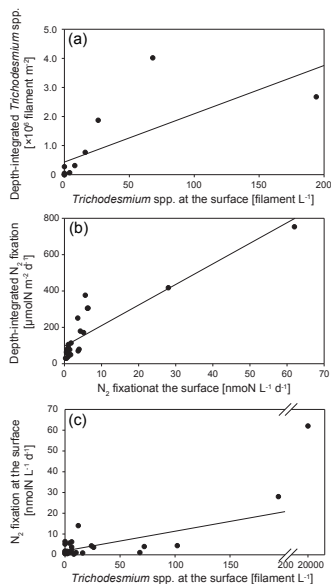 (a)
Depth-integrated Trichodesmium spp.
[×10⁶ filament m⁻²]
5.0
4.0
3.0
2.0
1.0
0
0 50 100 150 200
Trichodesmium spp. at the surface [filament L⁻¹]
(b)
Depth-integrated N₂ fixation
[μmolN m⁻² d⁻¹]
800
600
400
200
0
0 10 20 30 40 50 60 70
N₂ fixationat the surface [nmoN L⁻¹ d⁻¹]
(c)
N₂ fixation at the surface
[nmolN L⁻¹ d⁻¹]
70
60
50
40
30
20
10
0
0 50 100 150 200 20000
Trichodesmium spp. at the surface [filament L⁻¹]